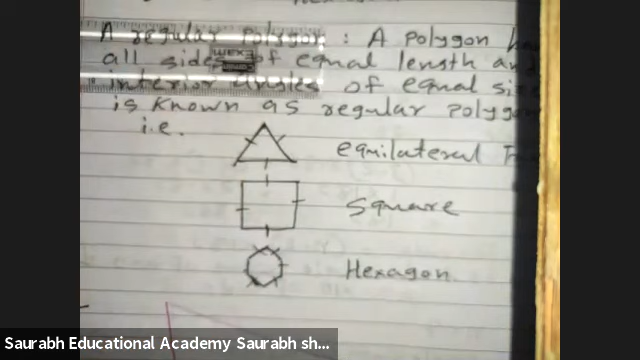 A regular polygon : A polygon
all sides of equal length and
interior angles of equal
is known as regular
i.e.
equilateral
square
Hexagon
Saurabh Educational Academy Saurabh sh...